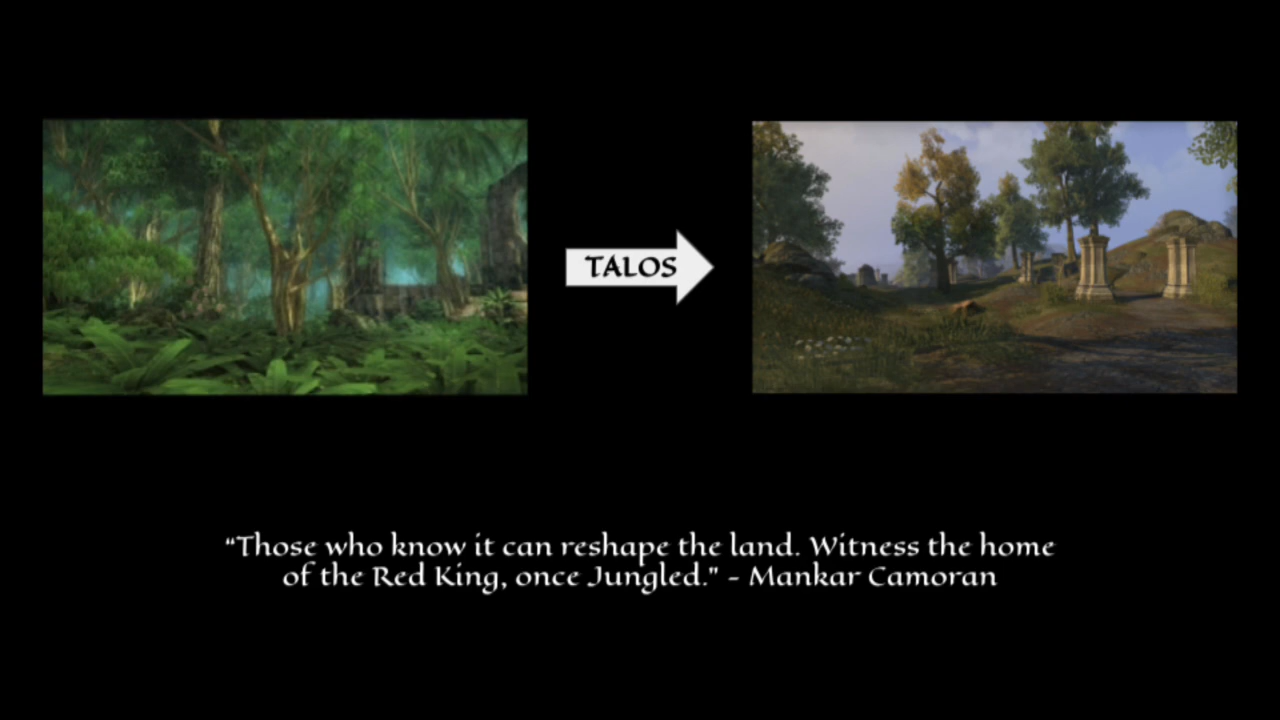 TALOS
"Those who know it can reshape the land. Witness the home
of the Red King, once Jungled." - Mankar Camoran